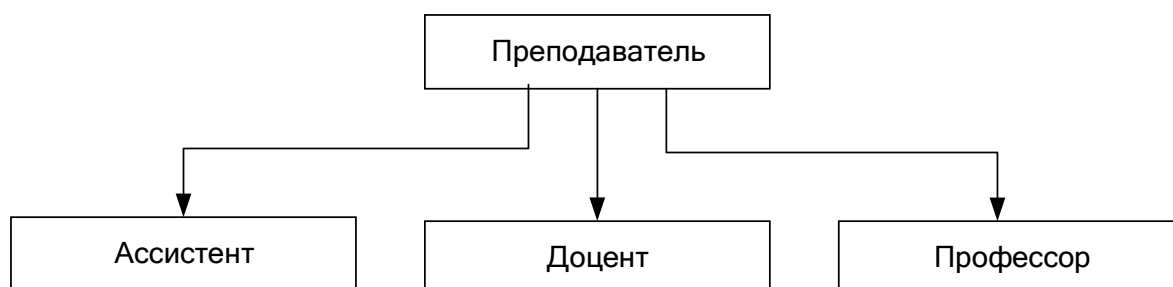 Преподаватель
Ассистент
Доцент
Профессор